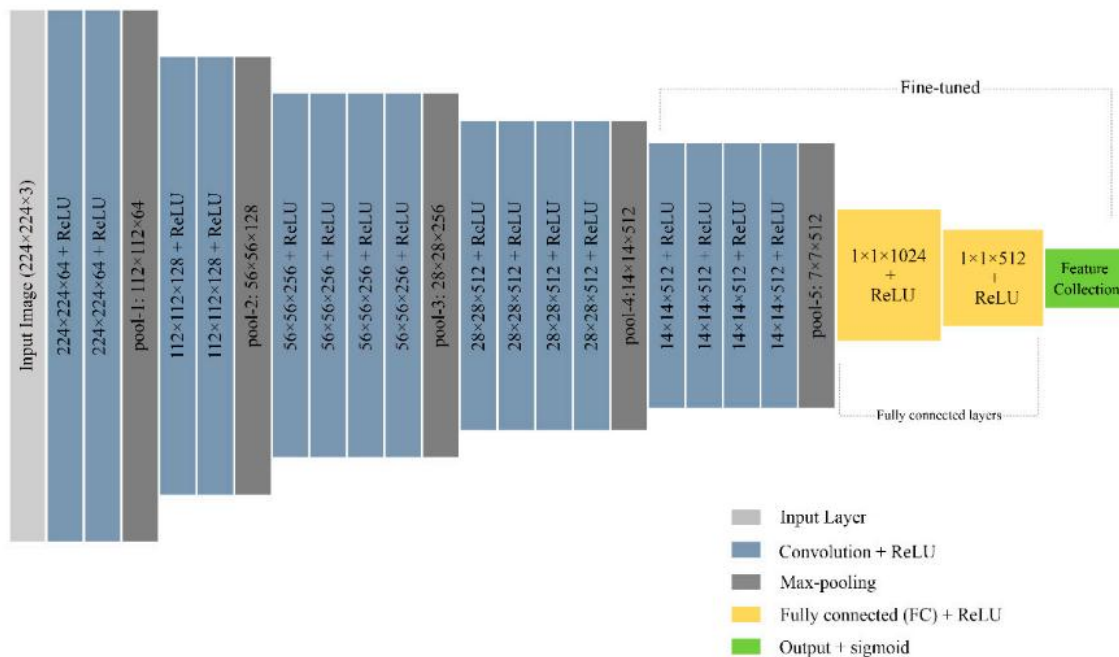 Input Image (224×224×3)
224×224×64 + ReLU
224×224×64 + ReLU
pool-1: 112×112×64
112×112×128 + ReLU
112×112×128 + ReLU
pool-2: 56×56×128
56×56×256 + ReLU
56×56×256 + ReLU
56×56×256 + ReLU
56×56×256 + ReLU
pool-3: 28×28×256
28×28×512 + ReLU
28×28×512 + ReLU
28×28×512 + ReLU
28×28×512 + ReLU
pool-4:14×14×512
14×14×512 + ReLU
14×14×512 + ReLU
14×14×512 + ReLU
14×14×512 + ReLU
pool-5: 7×7×512
Fine-tuned
1×1×1024
+
ReLU
1×1×512
+
ReLU
Feature
Collection
Fully connected layers
Input Layer
Convolution + ReLU
Max-pooling
Fully connected (FC) + ReLU
Output + sigmoid